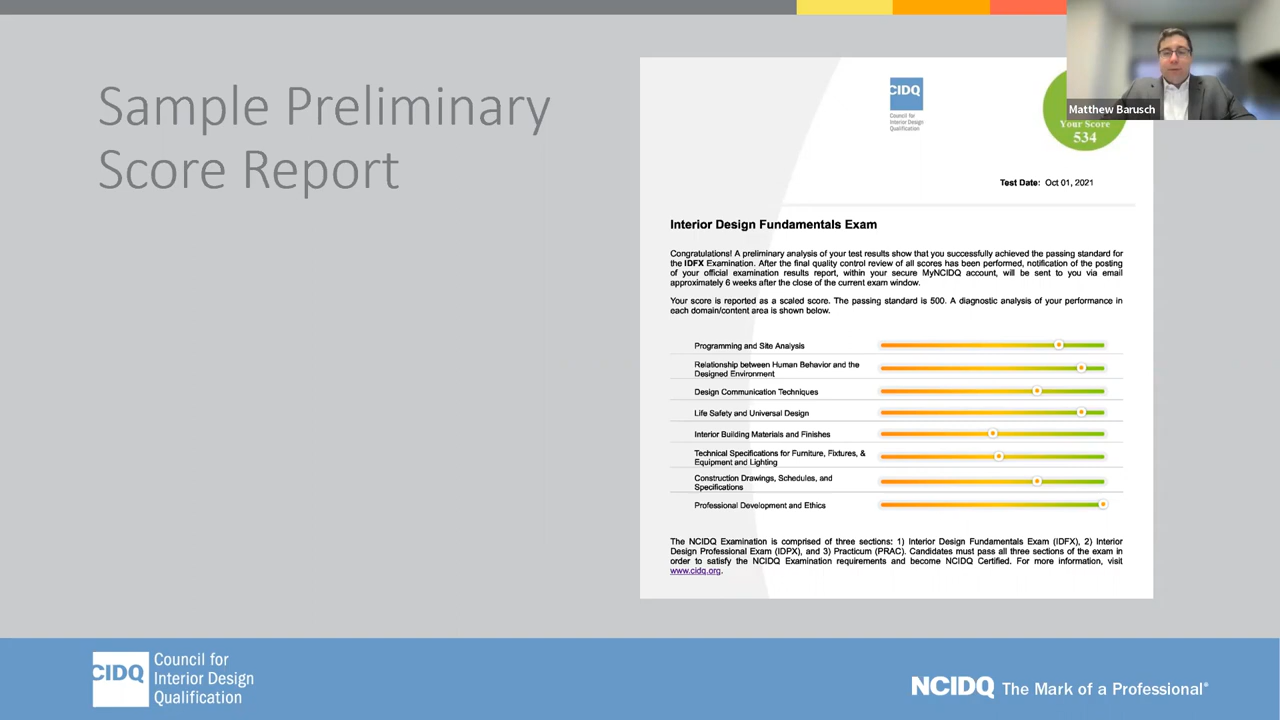 Sample Preliminary
Score Report
CIDQ
Council for
Interior Design
Qualification
Your Score
534
Matthew Barusch
Test Date: Oct 01, 2021
Interior Design Fundamentals Exam
Congratulations! A preliminary analysis of your test results show that you successfully achieved the passing standard for
the IDFX Examination. After the final quality control review of all scores has been performed, notification of the posting
of your official examination results report, within your secure MyNCIDQ account, will be sent to you via email
approximately 6 weeks after the close of the current exam window.
Your score is reported as a scaled score. The passing standard is 500. A diagnostic analysis of your performance in
each domain/content area is shown below.
Programming and Site Analysis
Relationship between Human Behavior and the
Designed Environment
Design Communication Techniques
Life Safety and Universal Design
Interior Building Materials and Finishes
Technical Specifications for Furniture, Fixtures, &
Equipment and Lighting
Construction Drawings, Schedules, and
Specifications
Professional Development and Ethics
The NCIDQ Examination is comprised of three sections: 1) Interior Design Fundamentals Exam (IDFX), 2) Interior
Design Professional Exam (IDPX), and 3) Practicum (PRAC). Candidates must pass all three sections of the exam in
order to satisfy the NCIDQ Examination requirements and become NCIDQ Certified. For more information, visit
www.cidq.org.
CIDQ
Council for
Interior Design
Qualification
NCIDQ The Mark of a Professional®